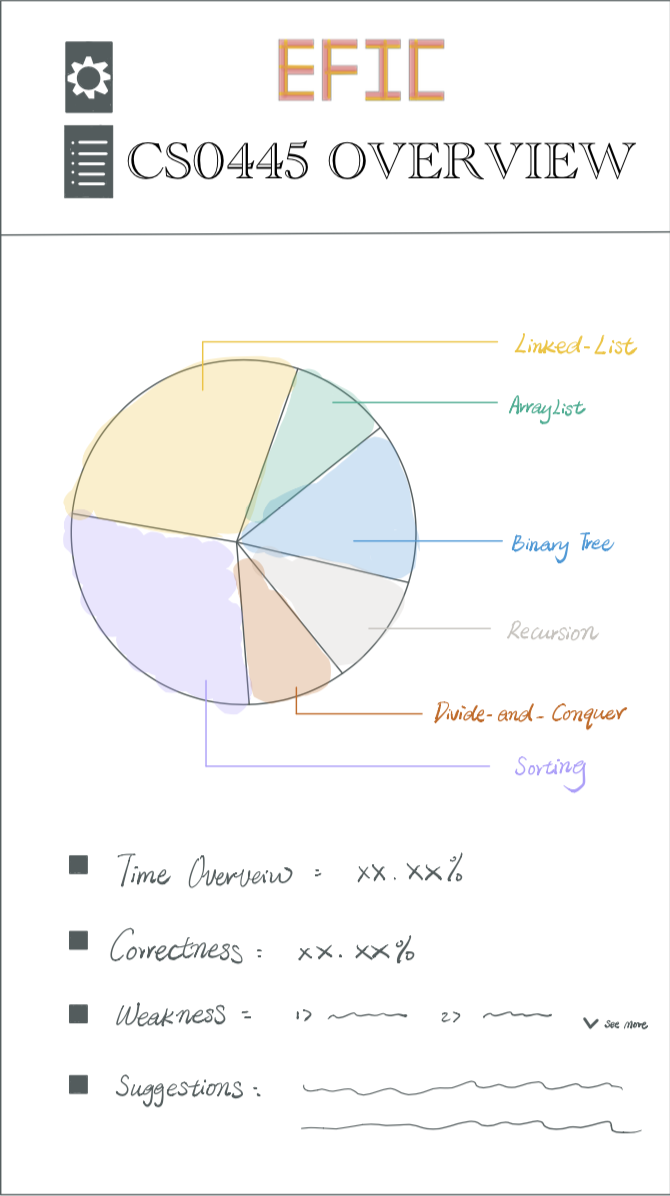 EFIC
CS0445 OVERVIEW
Linked-List
ArrayList
Binary Tree
Recursion
Divide-and-Conquer
Sorting
Time Overveiw : xx.xx%
Correctness : xx.xx%
Weakness = 1> 2> See more
Suggestions :